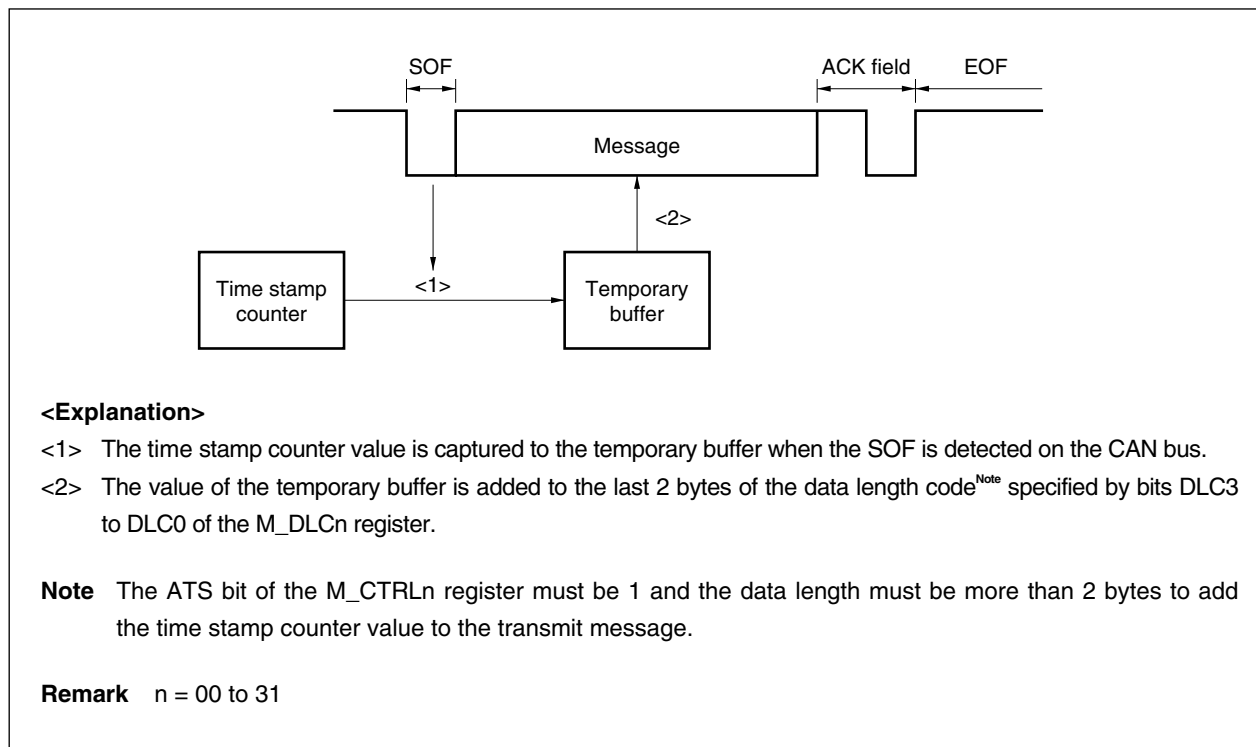 SOF
ACK field
EOF
Message
<2>
Time stamp
counter
<1>
Temporary
buffer
<Explanation>
<1> The time stamp counter value is captured to the temporary buffer when the SOF is detected on the CAN bus.
<2> The value of the temporary buffer is added to the last 2 bytes of the data length code Note specified by bits DLC3
to DLC0 of the M_DLCn register.
Note The ATS bit of the M_CTRLn register must be 1 and the data length must be more than 2 bytes to add
the time stamp counter value to the transmit message.
Remark n = 00 to 31